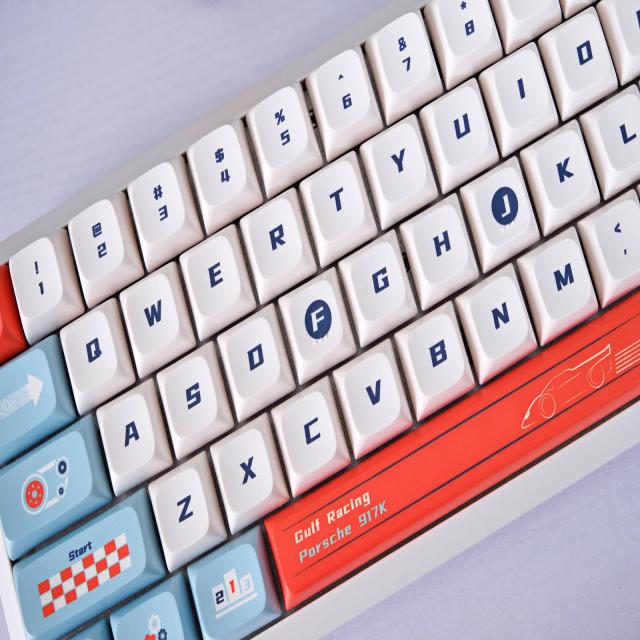 ! 1 @ 2 # 3 $ 4 % 5 ^ 6 & 7 * 8
Q W E R T Y U I O
A S D F G H J K L
Z X C V B N M < ,
Start
Gulf Racing
Porsche 917K
2 1 3